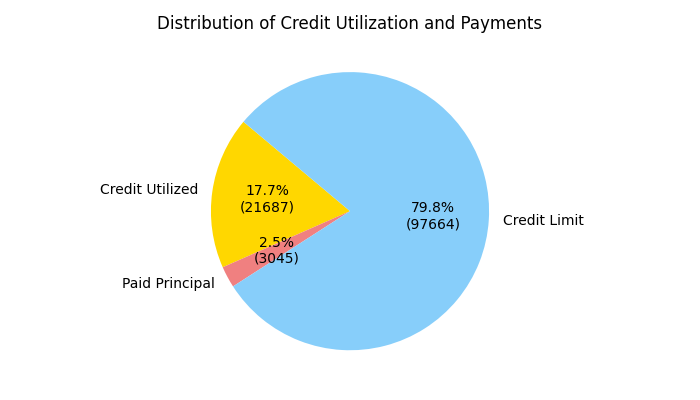 Distribution of Credit Utilization and Payments
Credit Utilized
17.7%
(21687)
79.8%
(97664)
Credit Limit
2.5%
(3045)
Paid Principal